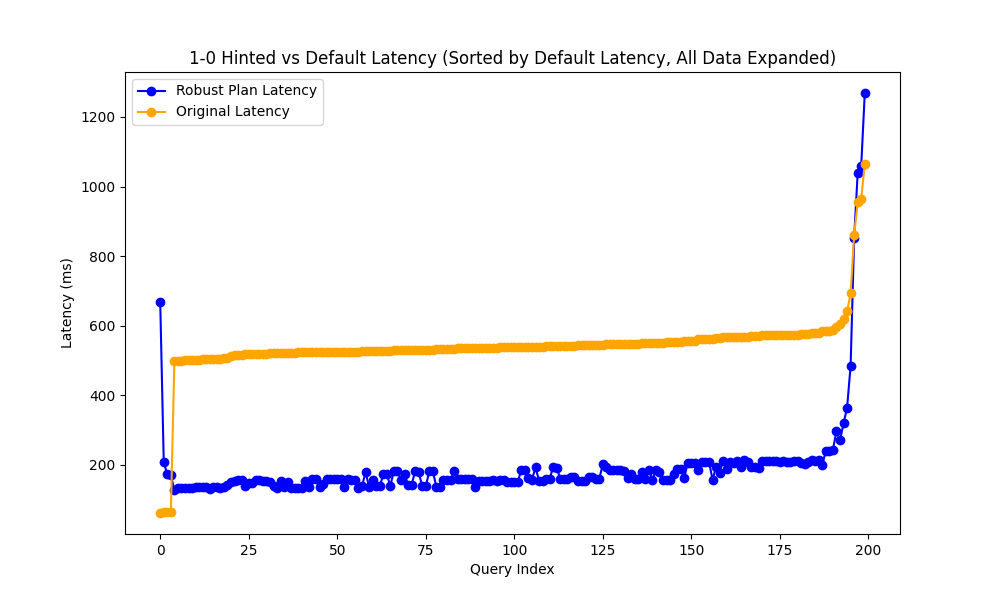 1-0 Hinted vs Default Latency (Sorted by Default Latency, All Data Expanded)
Robust Plan Latency
Original Latency
Latency (ms)
1200
1000
800
600
400
200
0 25 50 75 100 125 150 175 200
Query Index